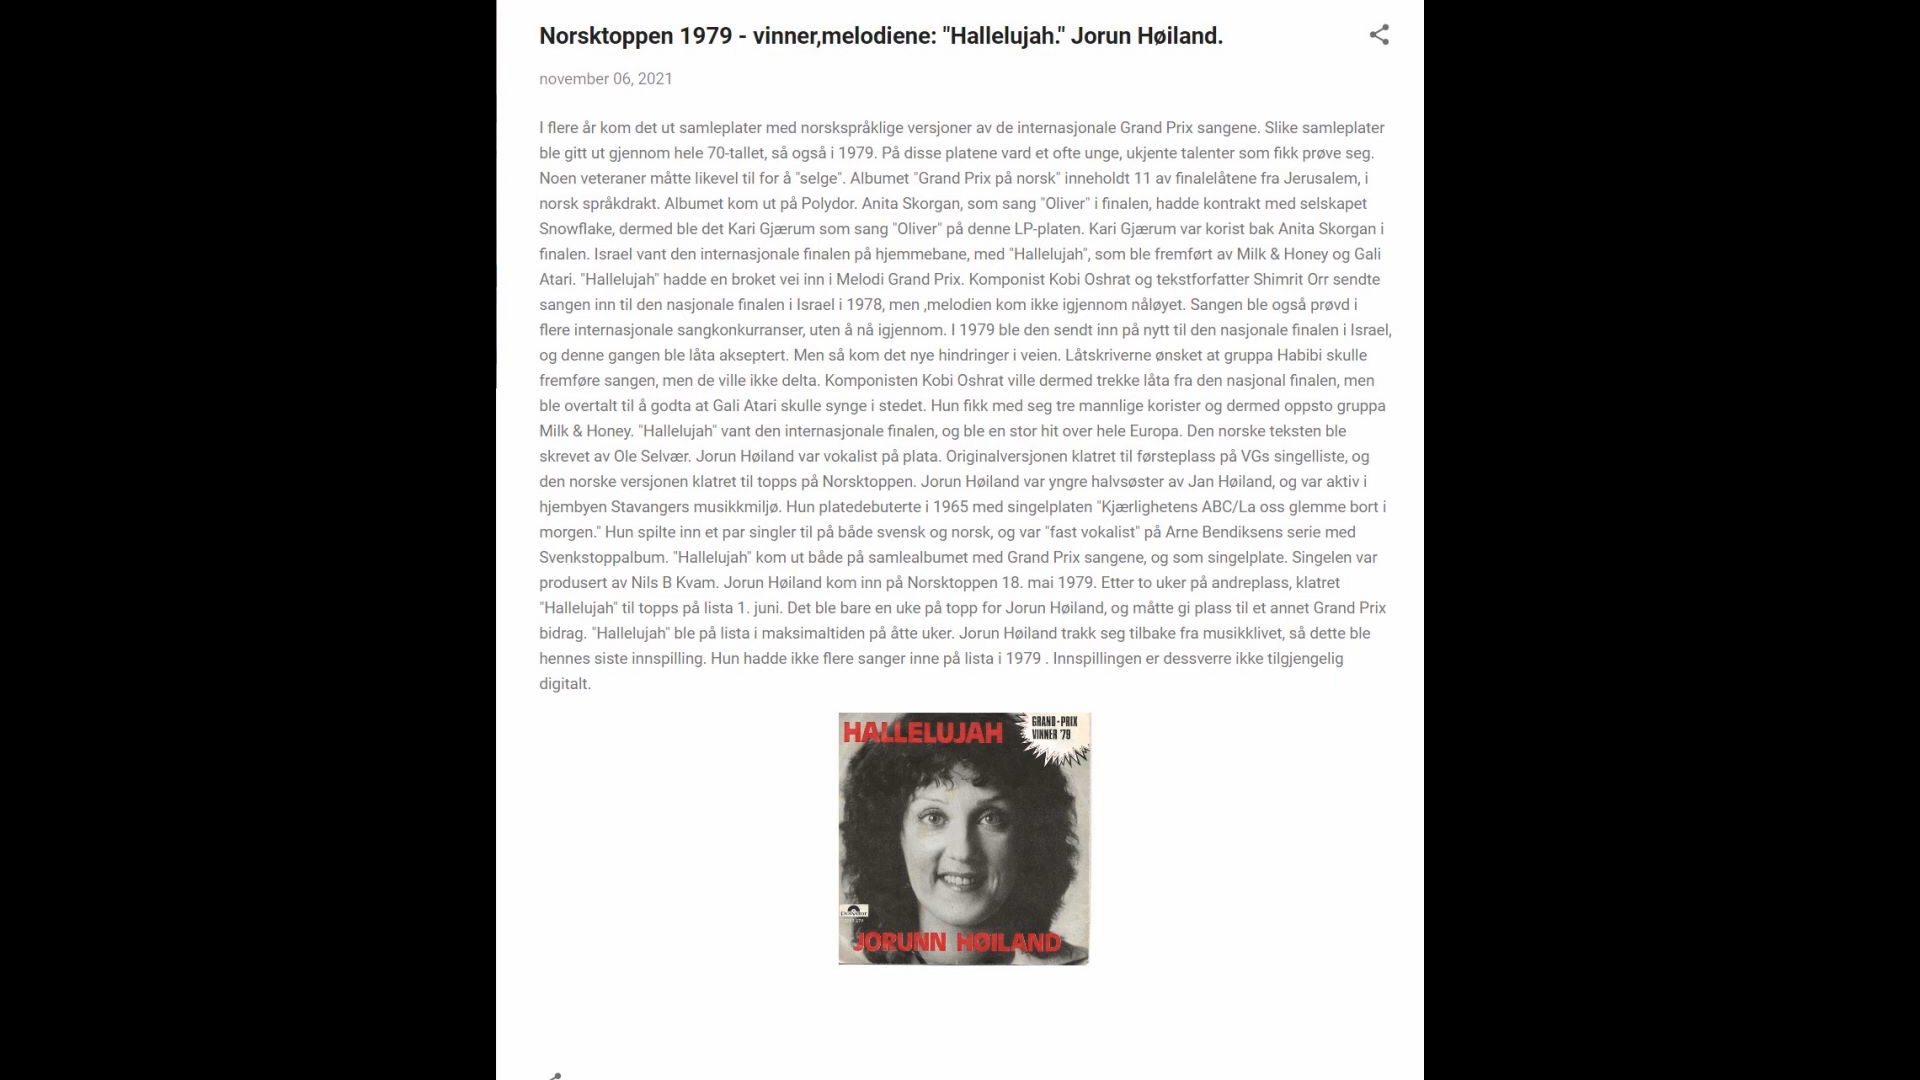 Norsktoppen 1979 - vinner,melodiene: "Hallelujah." Jorun Høiland.
november 06, 2021
I flere år kom det ut samleplater med norskspråklige versjoner av de internasjonale Grand Prix sangene. Slike samleplater
ble gitt ut gjennom hele 70-tallet, så også i 1979. På disse platene vard et ofte unge, ukjente talenter som fikk prøve seg.
Noen veteraner måtte likevel til for å "selge". Albumet "Grand Prix på norsk" inneholdt 11 av finalelåtene fra Jerusalem, i
norsk språkdrakt. Albumet kom ut på Polydor. Anita Skorgan, som sang "Oliver" i finalen, hadde kontrakt med selskapet
Snowflake, dermed ble det Kari Gjærum som sang "Oliver" på denne LP-platen. Kari Gjærum var korist bak Anita Skorgan i
finalen. Israel vant den internasjonale finalen på hjemmebane, med "Hallelujah", som ble fremført av Milk & Honey og Gali
Atari. "Hallelujah" hadde en broket vei inn i Melodi Grand Prix. Komponist Kobi Oshrat og tekstforfatter Shimrit Orr sendte
sangen inn til den nasjonale finalen i Israel i 1978, men ,melodien kom ikke igjennom nåløyet. Sangen ble også prøvd i
flere internasjonale sangkonkurranser, uten å nå igjennom. I 1979 ble den sendt inn på nytt til den nasjonale finalen i Israel,
og denne gangen ble låta akseptert. Men så kom det nye hindringer i veien. Låtskriverne ønsket at gruppa Habibi skulle
fremføre sangen, men de ville ikke delta. Komponisten Kobi Oshrat ville dermed trekke låta fra den nasjonal finalen, men
ble overtalt til å godta at Gali Atari skulle synge i stedet. Hun fikk med seg tre mannlige korister og dermed oppsto gruppa
Milk & Honey. "Hallelujah" vant den internasjonale finalen, og ble en stor hit over hele Europa. Den norske teksten ble
skrevet av Ole Selvær. Jorun Høiland var vokalist på plata. Originalversjonen klatret til førsteplass på VGs singelliste, og
den norske versjonen klatret til topps på Norsktoppen. Jorun Høiland var yngre halvsøster av Jan Høiland, og var aktiv i
hjembyen Stavangers musikkmiljø. Hun platedebuterte i 1965 med singelplaten "Kjærlighetens ABC/La oss glemme bort i
morgen." Hun spilte inn et par singler til på både svensk og norsk, og var "fast vokalist" på Arne Bendiksens serie med
Svenkstoppalbum. "Hallelujah" kom ut både på samlealbumet med Grand Prix sangene, og som singelplate. Singelen var
produsert av Nils B Kvam. Jorun Høiland kom inn på Norsktoppen 18. mai 1979. Etter to uker på andreplass, klatret
"Hallelujah" til topps på lista 1. juni. Det ble bare en uke på topp for Jorun Høiland, og måtte gi plass til et annet Grand Prix
bidrag. "Hallelujah" ble på lista i maksimaltiden på åtte uker. Jorun Høiland trakk seg tilbake fra musikklivet, så dette ble
hennes siste innspilling. Hun hadde ikke flere sanger inne på lista i 1979 . Innspillingen er dessverre ikke tilgjengelig
digitalt.
HALLELUJAH
GRAND-PRIX
VINNER '79
JORUNN HØILAND